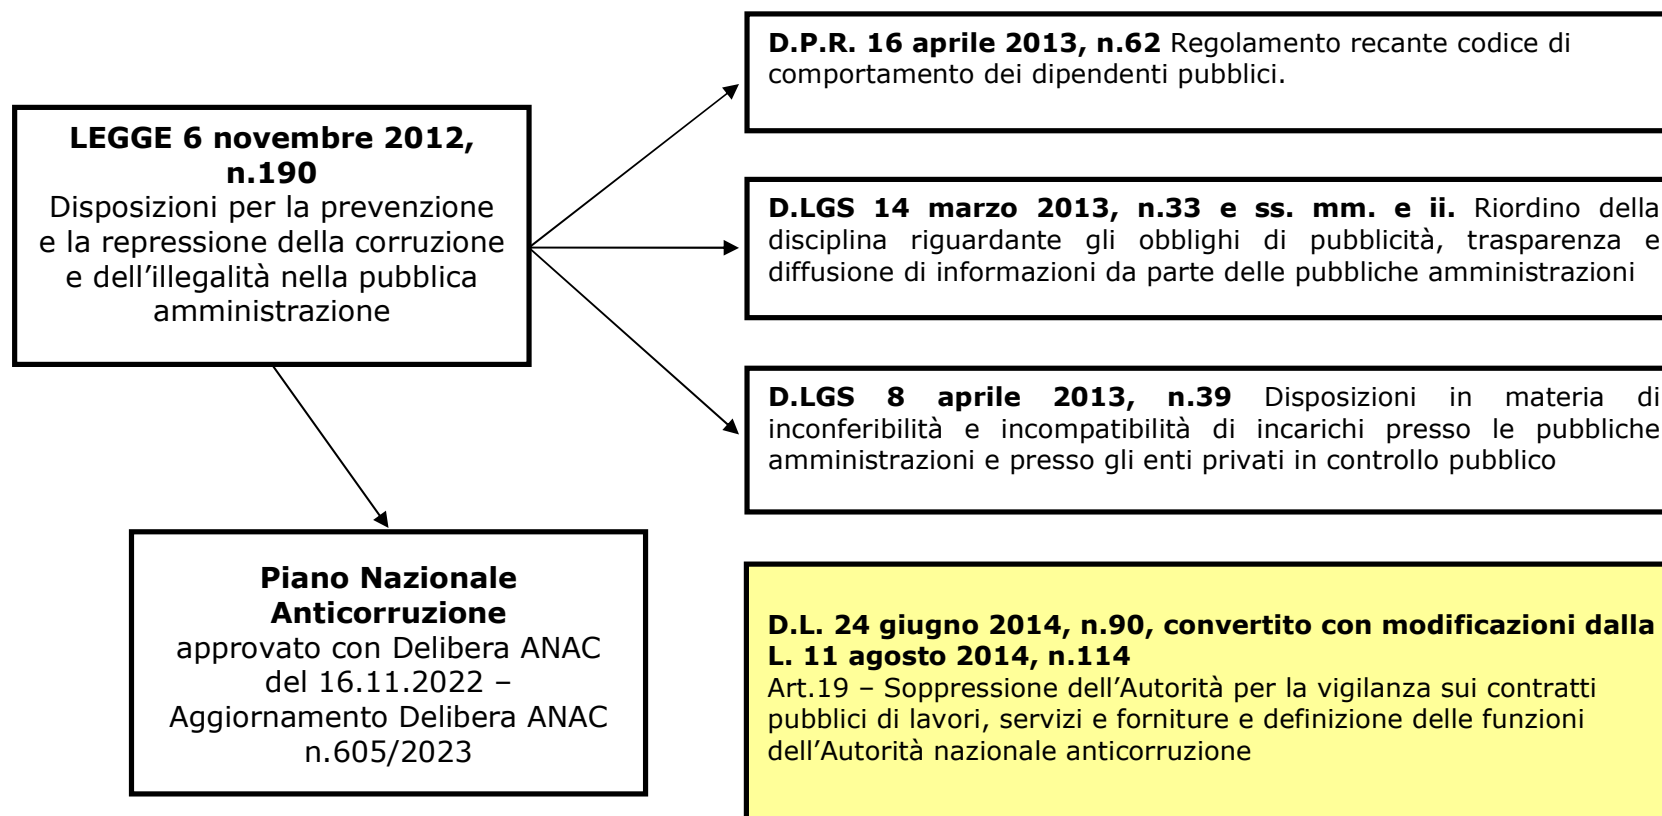 LEGGE 6 novembre 2012,
n.190
Disposizioni per la prevenzione
e la repressione della corruzione
e dell’illegalità nella pubblica
amministrazione
D.P.R. 16 aprile 2013, n.62 Regolamento recante codice di
comportamento dei dipendenti pubblici.
D.LGS 14 marzo 2013, n.33 e ss. mm. e ii. Riordino della
disciplina riguardante gli obblighi di pubblicità, trasparenza e
diffusione di informazioni da parte delle pubbliche amministrazioni
D.LGS 8 aprile 2013, n.39 Disposizioni in materia di
inconferibilità e incompatibilità di incarichi presso le pubbliche
amministrazioni e presso gli enti privati in controllo pubblico
Piano Nazionale
Anticorruzione
approvato con Delibera ANAC
del 16.11.2022 –
Aggiornamento Delibera ANAC
n.605/2023
D.L. 24 giugno 2014, n.90, convertito con modificazioni dalla
L. 11 agosto 2014, n.114
Art.19 – Soppressione dell’Autorità per la vigilanza sui contratti
pubblici di lavori, servizi e forniture e definizione delle funzioni
dell’Autorità nazionale anticorruzione